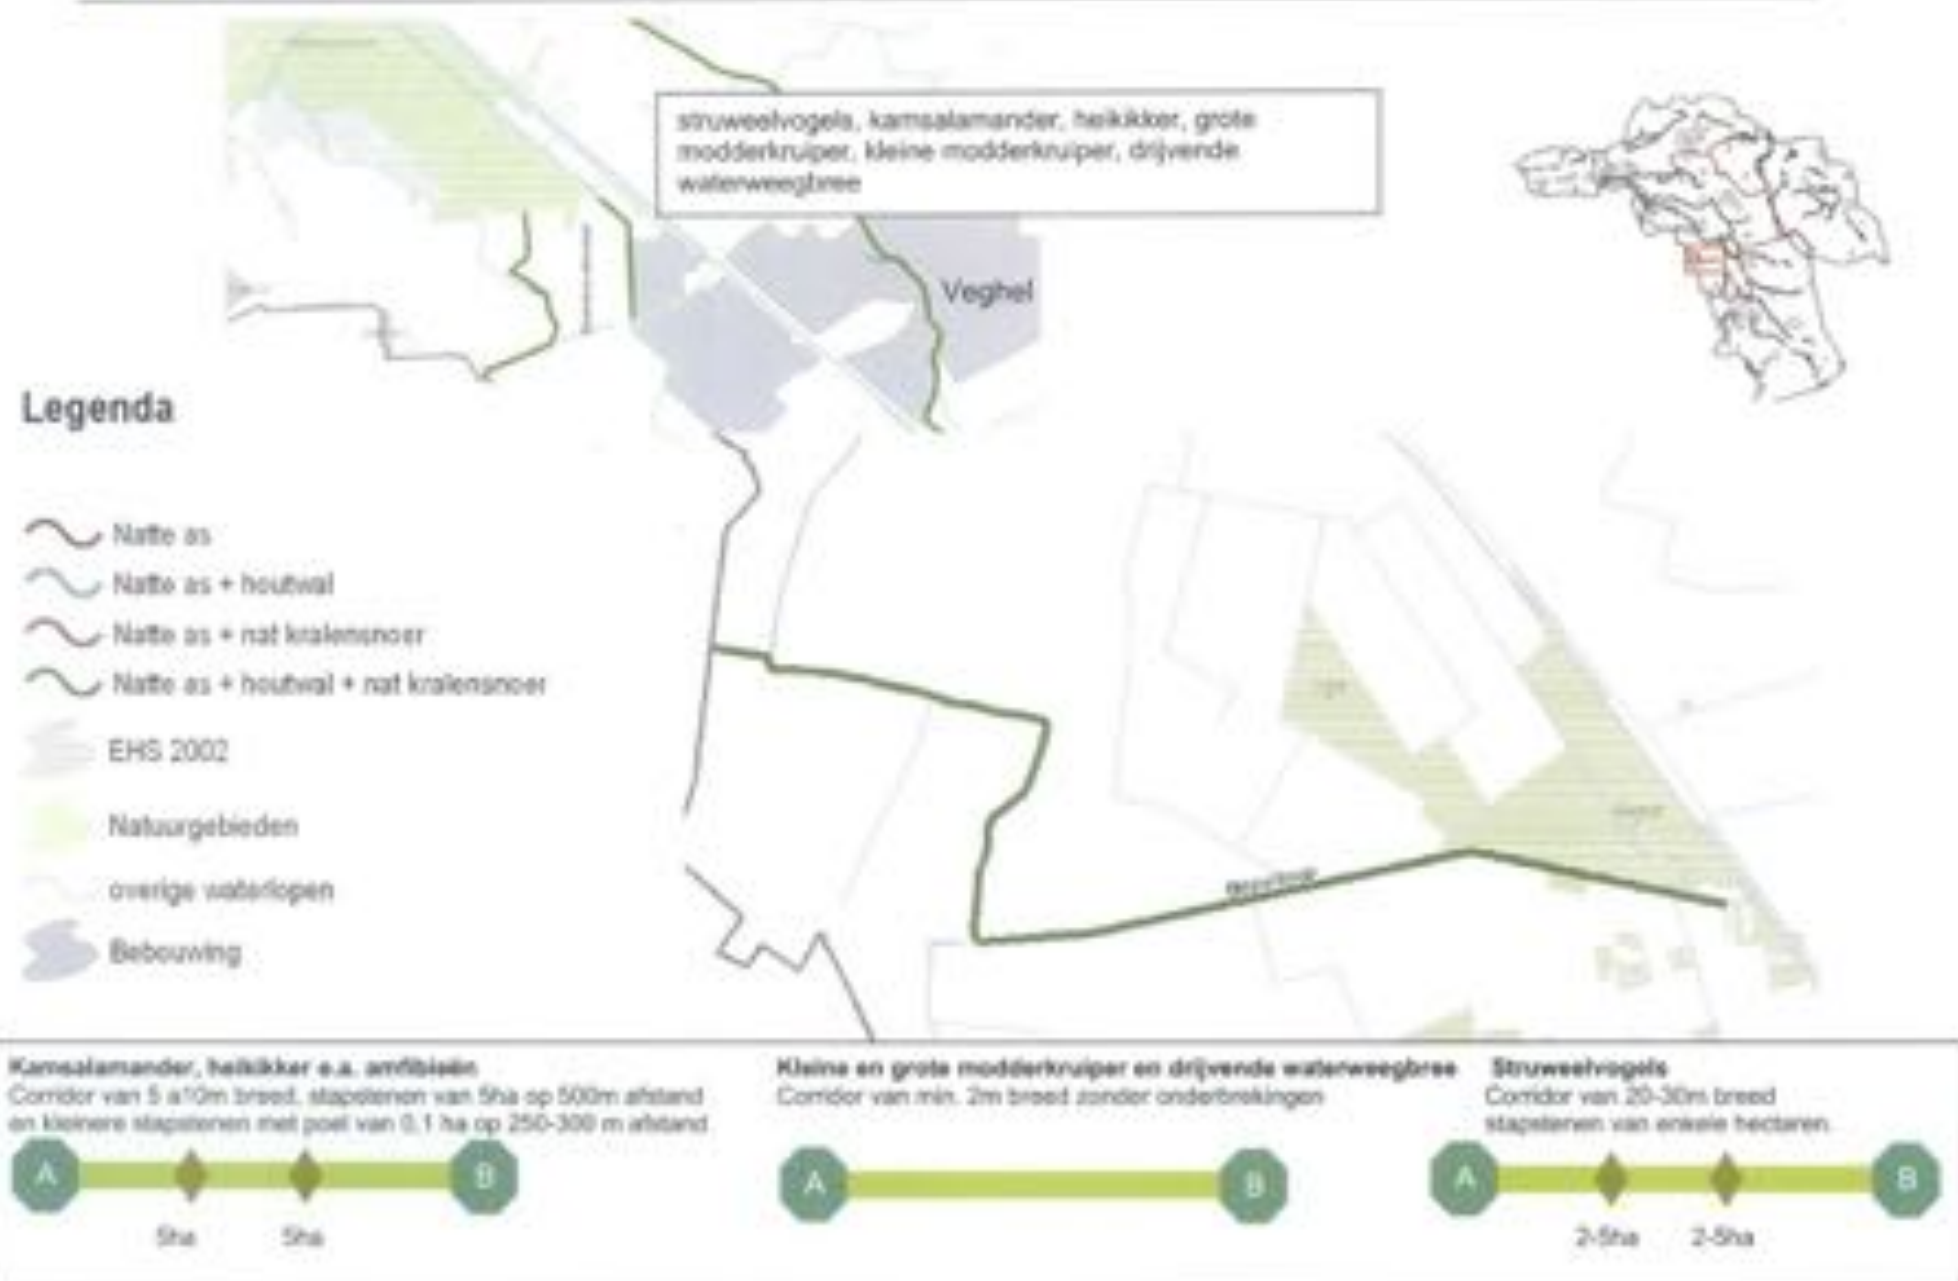 struweelvogels, kamsalamander, heikikker, grote
modderkruiper, kleine modderkruiper, drijvende
waterweegbree
Veghel
Legenda
Natte as
Natte as + houtwal
Natte as + nat kralensnoer
Natte as + houtwal + nat kralensnoer
EHS 2002
Natuurgebieden
overige waterlopen
Bebouwing
Kamsalamander, heikikker e.a. amfibieën
Corridor van 5 a10m breed, stapstenen van 5ha op 500m afstand
en kleinere stapstenen met poel van 0,1 ha op 250-300 m afstand
A
B
5ha
5ha
Kleine en grote modderkruiper en drijvende waterweegbree
Corridor van min. 2m breed zonder onderbrekingen
A
B
Struweelvogels
Corridor van 20-30m breed
stapstenen van enkele hectaren.
A
B
2-5ha
2-5ha